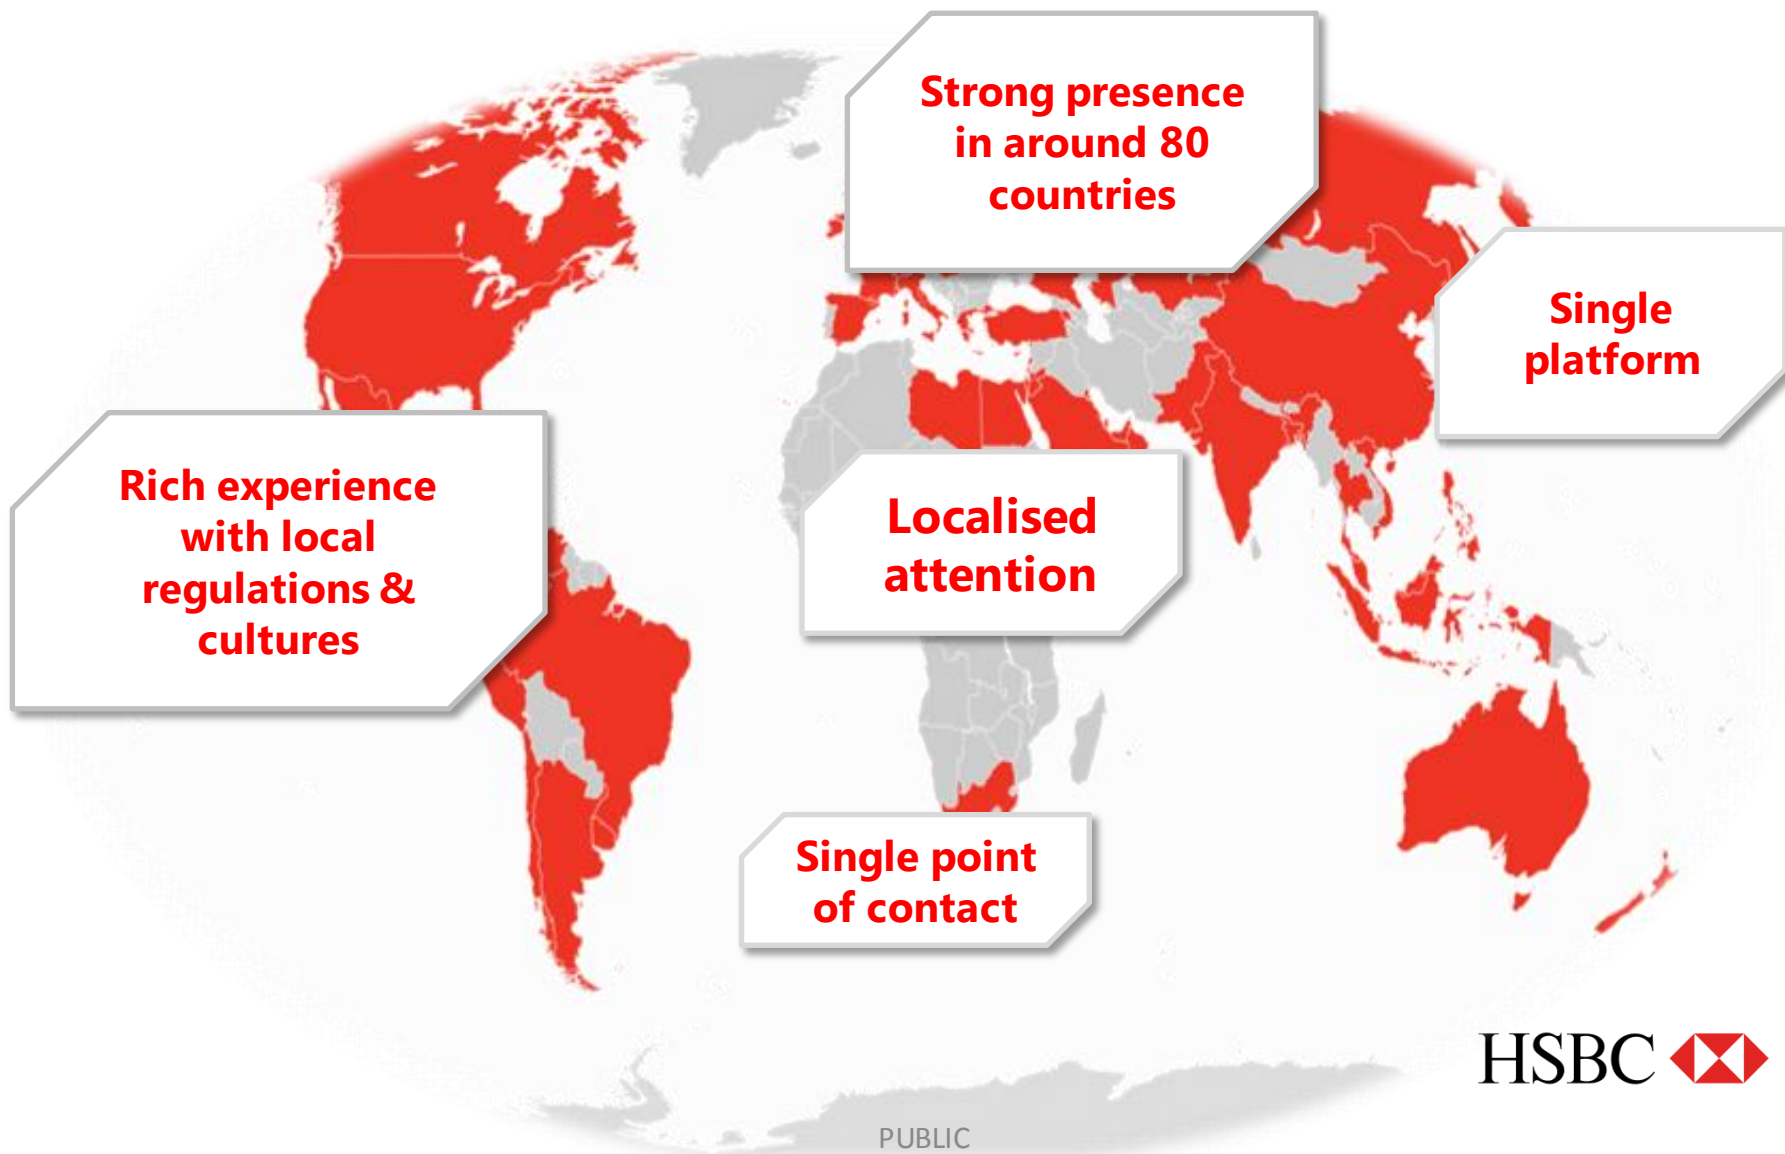 Strong presence
in around 80
countries
Single
platform
Rich experience
with local
regulations &
cultures
Localised
attention
Single point
of contact
HSBC
PUBLIC